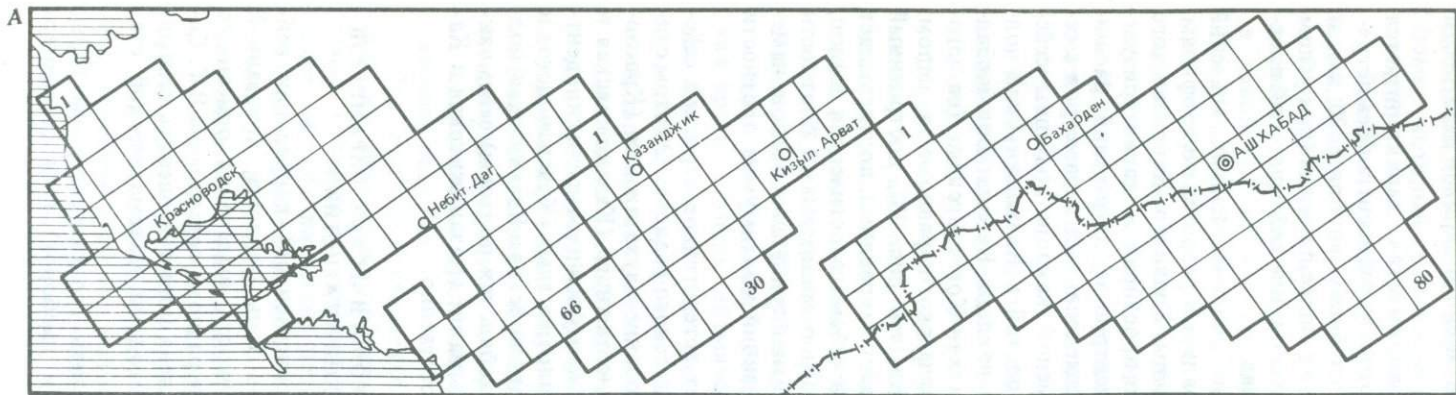 А
1
Красноводск
Небит-Даг
66
1
Казанджик
Кизыл-Арват
30
1
Бахарден
АШХАБАД
80